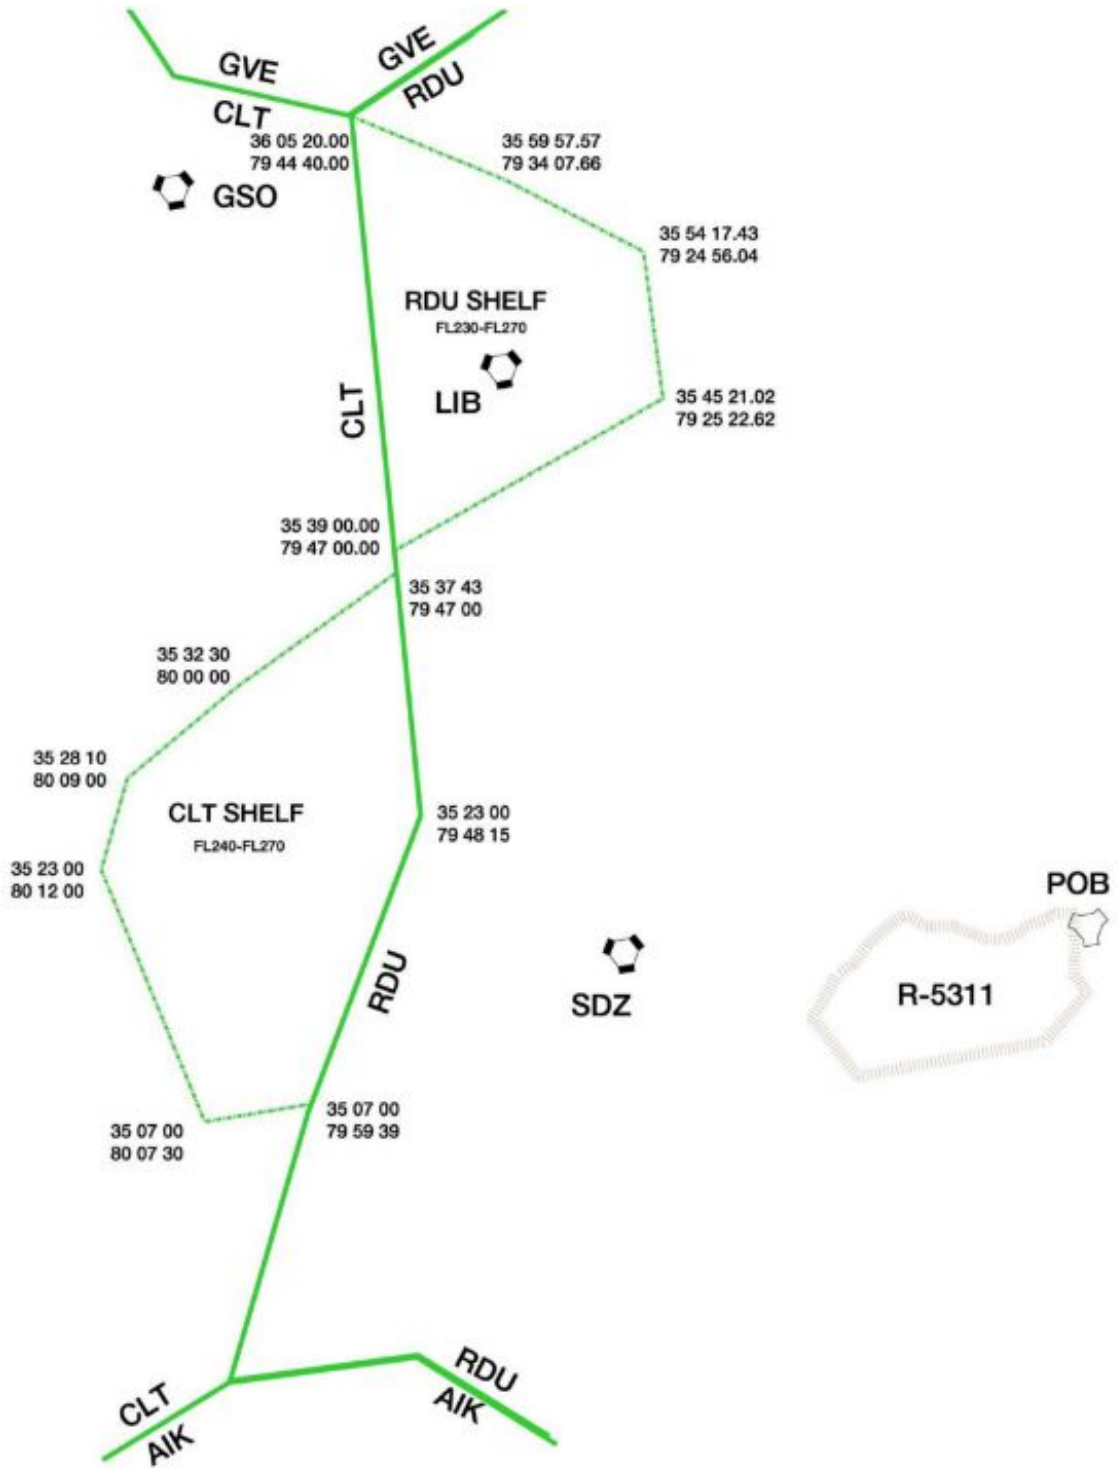 GVE
CLT
GVE
RDU
36 05 20.00
79 44 40.00
35 59 57.57
79 34 07.66
GSO
35 54 17.43
79 24 56.04
RDU SHELF
FL230-FL270
LIB
CLT
35 45 21.02
79 25 22.62
35 39 00.00
79 47 00.00
35 37 43
79 47 00
35 32 30
80 00 00
35 28 10
80 09 00
CLT SHELF
FL240-FL270
35 23 00
79 48 15
35 23 00
80 12 00
POB
RDU
SDZ
R-5311
35 07 00
79 59 39
35 07 00
80 07 30
CLT
AIK
RDU
AIK